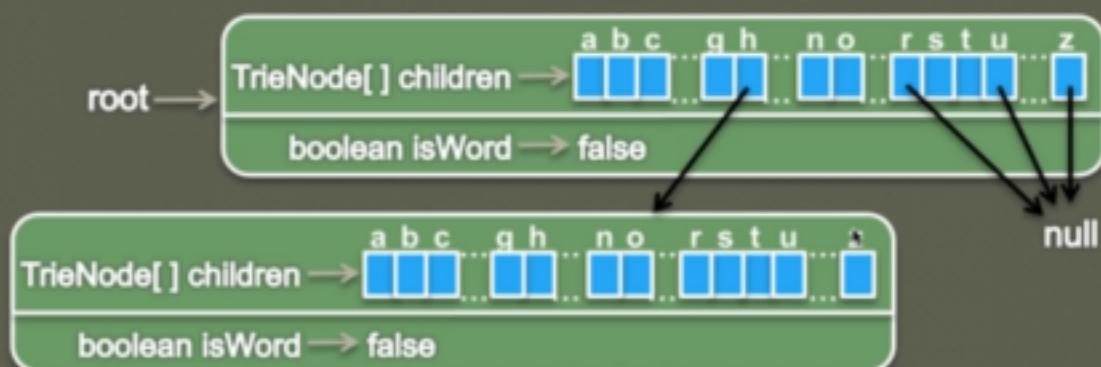 a b c g h n o r s t u z
TrieNode[ ] children
root
boolean isWord false
null
a b c g h n o r s t u
TrieNode[ ] children
boolean isWord false